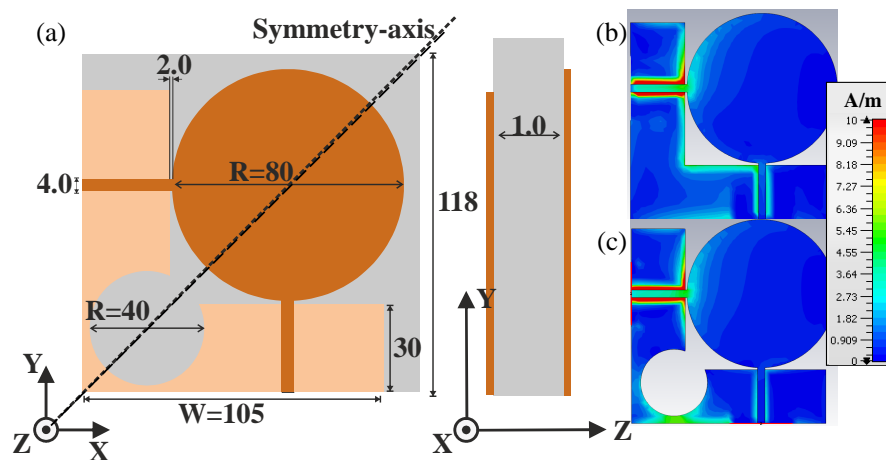 (a)
Symmetry-axis
2.0
4.0
R=80
118
R=40
30
W=105
Y
Z
X
1.0
Y
X
Z
(b)
(c)
A/m
10
9.09
8.18
7.27
6.36
5.45
4.54
3.64
2.73
1.82
0.909
0